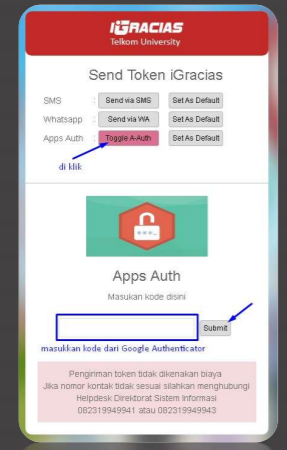 iGRACIAS
Telkom University
Send Token iGracias
SMS : Send via SMS Set As Default
Whatsapp : Send via WA Set As Default
Apps Auth : Toggle A-Auth Set As Default
di klik
Apps Auth
Masukan kode disini
Submit
masukkan kode dari Google Authenticator
Pengiriman token tidak dikenakan biaya
Jika nomor kontak tidak sesuai silahkan menghubungi
Helpdesk Direktorat Sistem Informasi
082319949941 atau 082319949943